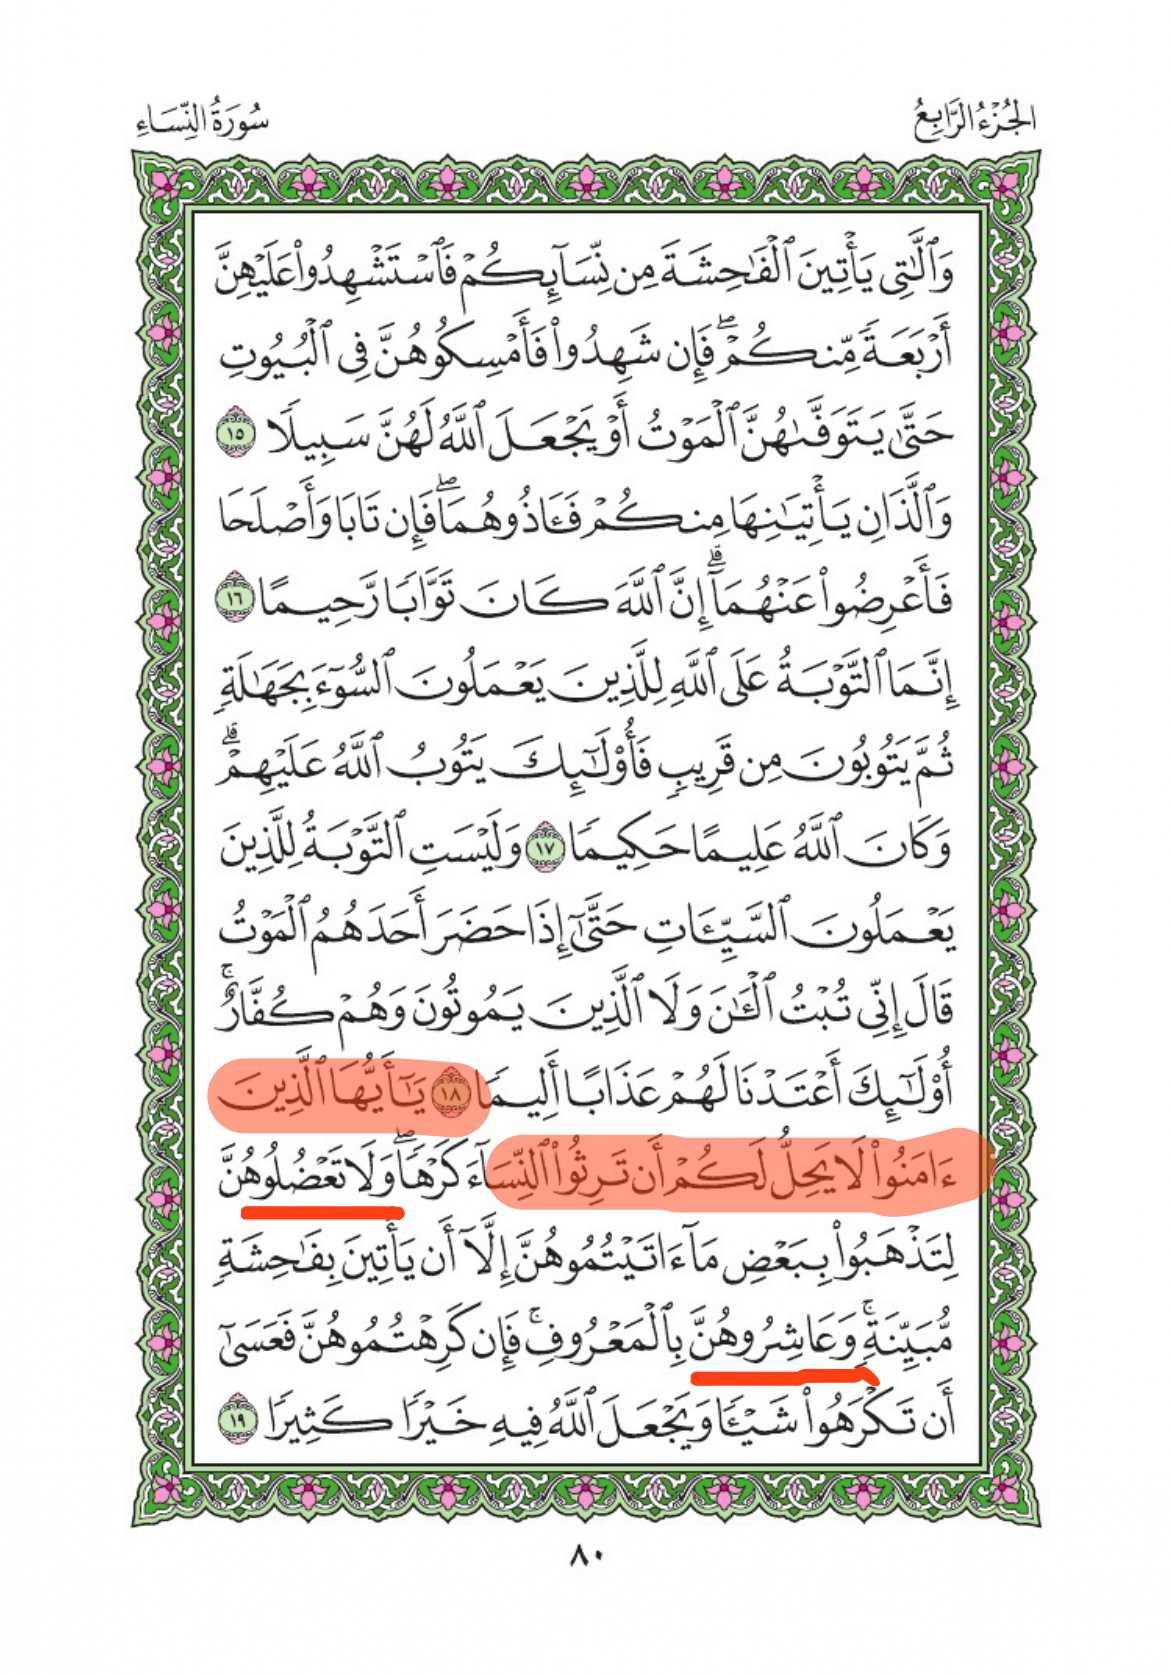 الجُزْءُ الرَّابِعُ
سُورَةُ النِّسَاءِ
وَٱلَّٰتِى يَأْتِينَ ٱلْفَٰحِشَةَ مِن نِّسَآئِكُمْ فَٱسْتَشْهِدُوا۟ عَلَيْهِنَّ
أَرْبَعَةً مِّنكُمْ ۖ فَإِن شَهِدُوا۟ فَأَمْسِكُوهُنَّ فِى ٱلْبُيُوتِ
حَتَّىٰ يَتَوَفَّىٰهُنَّ ٱلْمَوْتُ أَوْ يَجْعَلَ ٱللَّهُ لَهُنَّ سَبِيلًا ١٥
وَٱلَّذَانِ يَأْتِيَٰنِهَا مِنكُمْ فَـَٔاذُوهُمَا ۖ فَإِن تَابَا وَأَصْلَحَا
فَأَعْرِضُوا۟ عَنْهُمَآ ۗ إِنَّ ٱللَّهَ كَانَ تَوَّابًا رَّحِيمًا ١٦
إِنَّمَا ٱلتَّوْبَةُ عَلَى ٱللَّهِ لِلَّذِينَ يَعْمَلُونَ ٱلسُّوٓءَ بِجَهَٰلَةٍ
ثُمَّ يَتُوبُونَ مِن قَرِيبٍ فَأُو۟لَٰٓئِكَ يَتُوبُ ٱللَّهُ عَلَيْهِمْ ۗ
وَكَانَ ٱللَّهُ عَلِيمًا حَكِيمًا ١٧ وَلَيْسَتِ ٱلتَّوْبَةُ لِلَّذِينَ
يَعْمَلُونَ ٱلسَّيِّـَٔاتِ حَتَّىٰٓ إِذَا حَضَرَ أَحَدَهُمُ ٱلْمَوْتُ
قَالَ إِنِّى تُبْتُ ٱلْـَٰٔنَ وَلَا ٱلَّذِينَ يَمُوتُونَ وَهُمْ كُفَّارٌ ۚ
أُو۟لَٰٓئِكَ أَعْتَدْنَا لَهُمْ عَذَابًا أَلِيمًا ١٨ يَٰٓأَيُّهَا ٱلَّذِينَ
ءَامَنُوا۟ لَا يَحِلُّ لَكُمْ أَن تَرِثُوا۟ ٱلنِّسَآءَ كَرْهًا ۖ وَلَا تَعْضُلُوهُنَّ
لِتَذْهَبُوا۟ بِبَعْضِ مَآ ءَاتَيْتُمُوهُنَّ إِلَّآ أَن يَأْتِينَ بِفَٰحِشَةٍ
مُّبَيِّنَةٍ ۚ وَعَاشِرُوهُنَّ بِٱلْمَعْرُوفِ ۚ فَإِن كَرِهْتُمُوهُنَّ فَعَسَىٰٓ
أَن تَكْرَهُوا۟ شَيْـًٔا وَيَجْعَلَ ٱللَّهُ فِيهِ خَيْرًا كَثِيرًا ١٩
٨٠